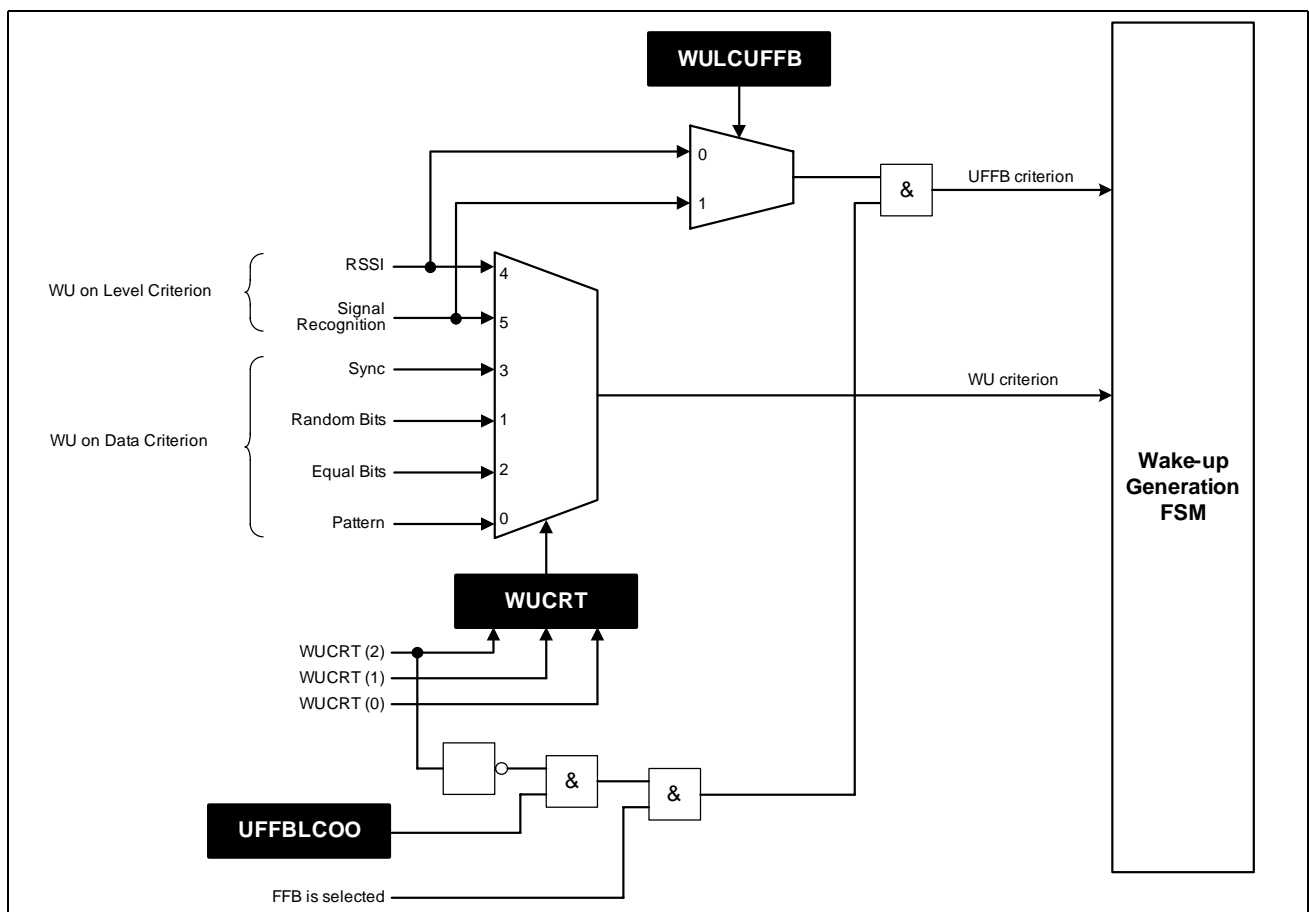 WULCUFFB
0
1
&
UFFB criterion
WU on Level Criterion
RSSI
4
Signal
Recognition
5
Sync
3
WU criterion
WU on Data Criterion
Random Bits
1
Equal Bits
2
Pattern
0
Wake-up
Generation
FSM
WUCRT
WUCRT (2)
WUCRT (1)
WUCRT (0)
&
&
UFFBLCOO
FFB is selected